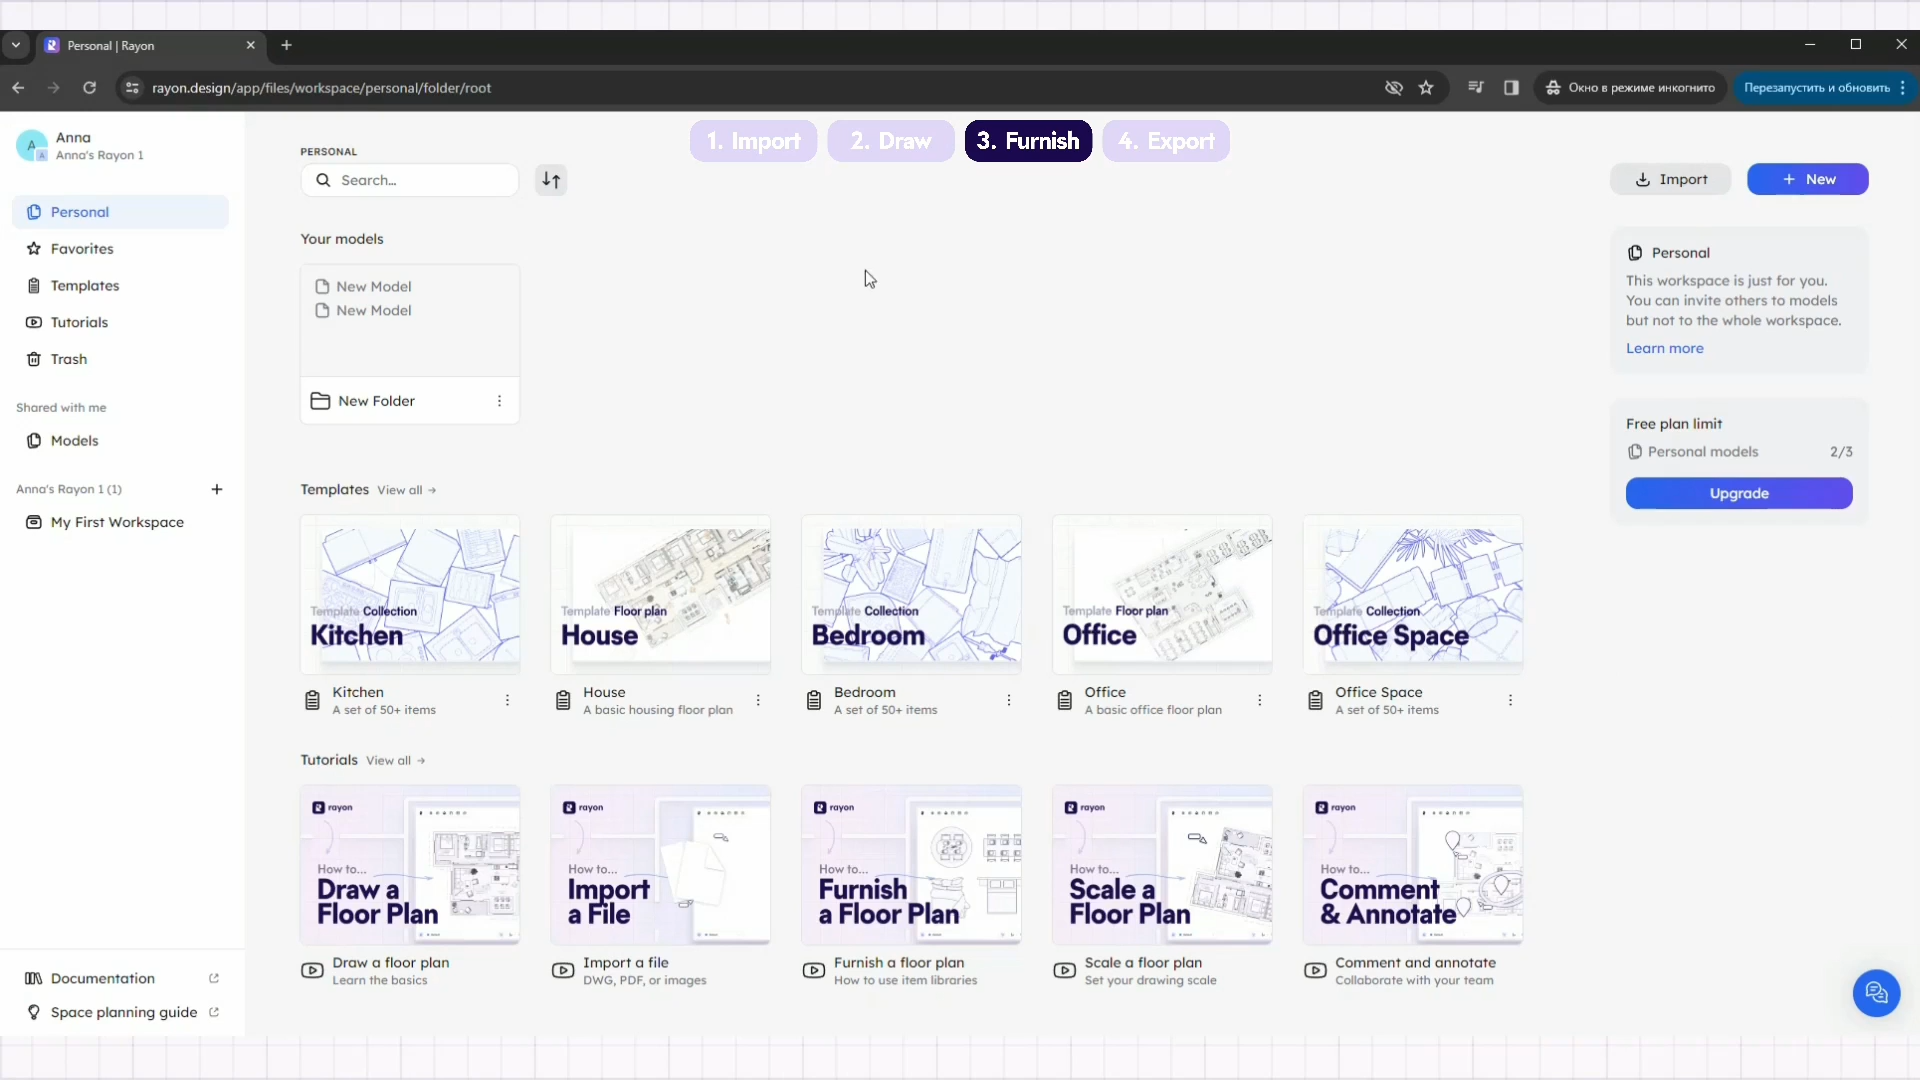 Personal | Rayon
rayon.design/app/files/workspace/personal/folder/root
Окно в режиме инкогнито
Перезапустить и обновить
A
A
Anna
Anna's Rayon 1
Personal
Favorites
Templates
Tutorials
Trash
Shared with me
Models
Anna's Rayon 1 (1)
My First Workspace
Documentation
Space planning guide
1. Import
2. Draw
3. Furnish
4. Export
PERSONAL
Search...
Import
New
Your models
New Model
New Model
New Folder
Personal
This workspace is just for you.
You can invite others to models
but not to the whole workspace.
Learn more
Free plan limit
Personal models 2/3
Upgrade
Templates View all →
Template Collection
Kitchen
Template Floor plan
House
Template Collection
Bedroom
Template Floor plan
Office
Template Collection
Office Space
Kitchen
A set of 50+ items
House
A basic housing floor plan
Bedroom
A set of 50+ items
Office
A basic office floor plan
Office Space
A set of 50+ items
Tutorials View all →
rayon
How to...
Draw a
Floor Plan
rayon
How to...
Import
a File
rayon
How to...
Furnish
a Floor Plan
rayon
How to...
Scale a
Floor Plan
rayon
How to...
Comment
& Annotate
Draw a floor plan
Learn the basics
Import a file
DWG, PDF, or images
Furnish a floor plan
How to use item libraries
Scale a floor plan
Set your drawing scale
Comment and annotate
Collaborate with your team